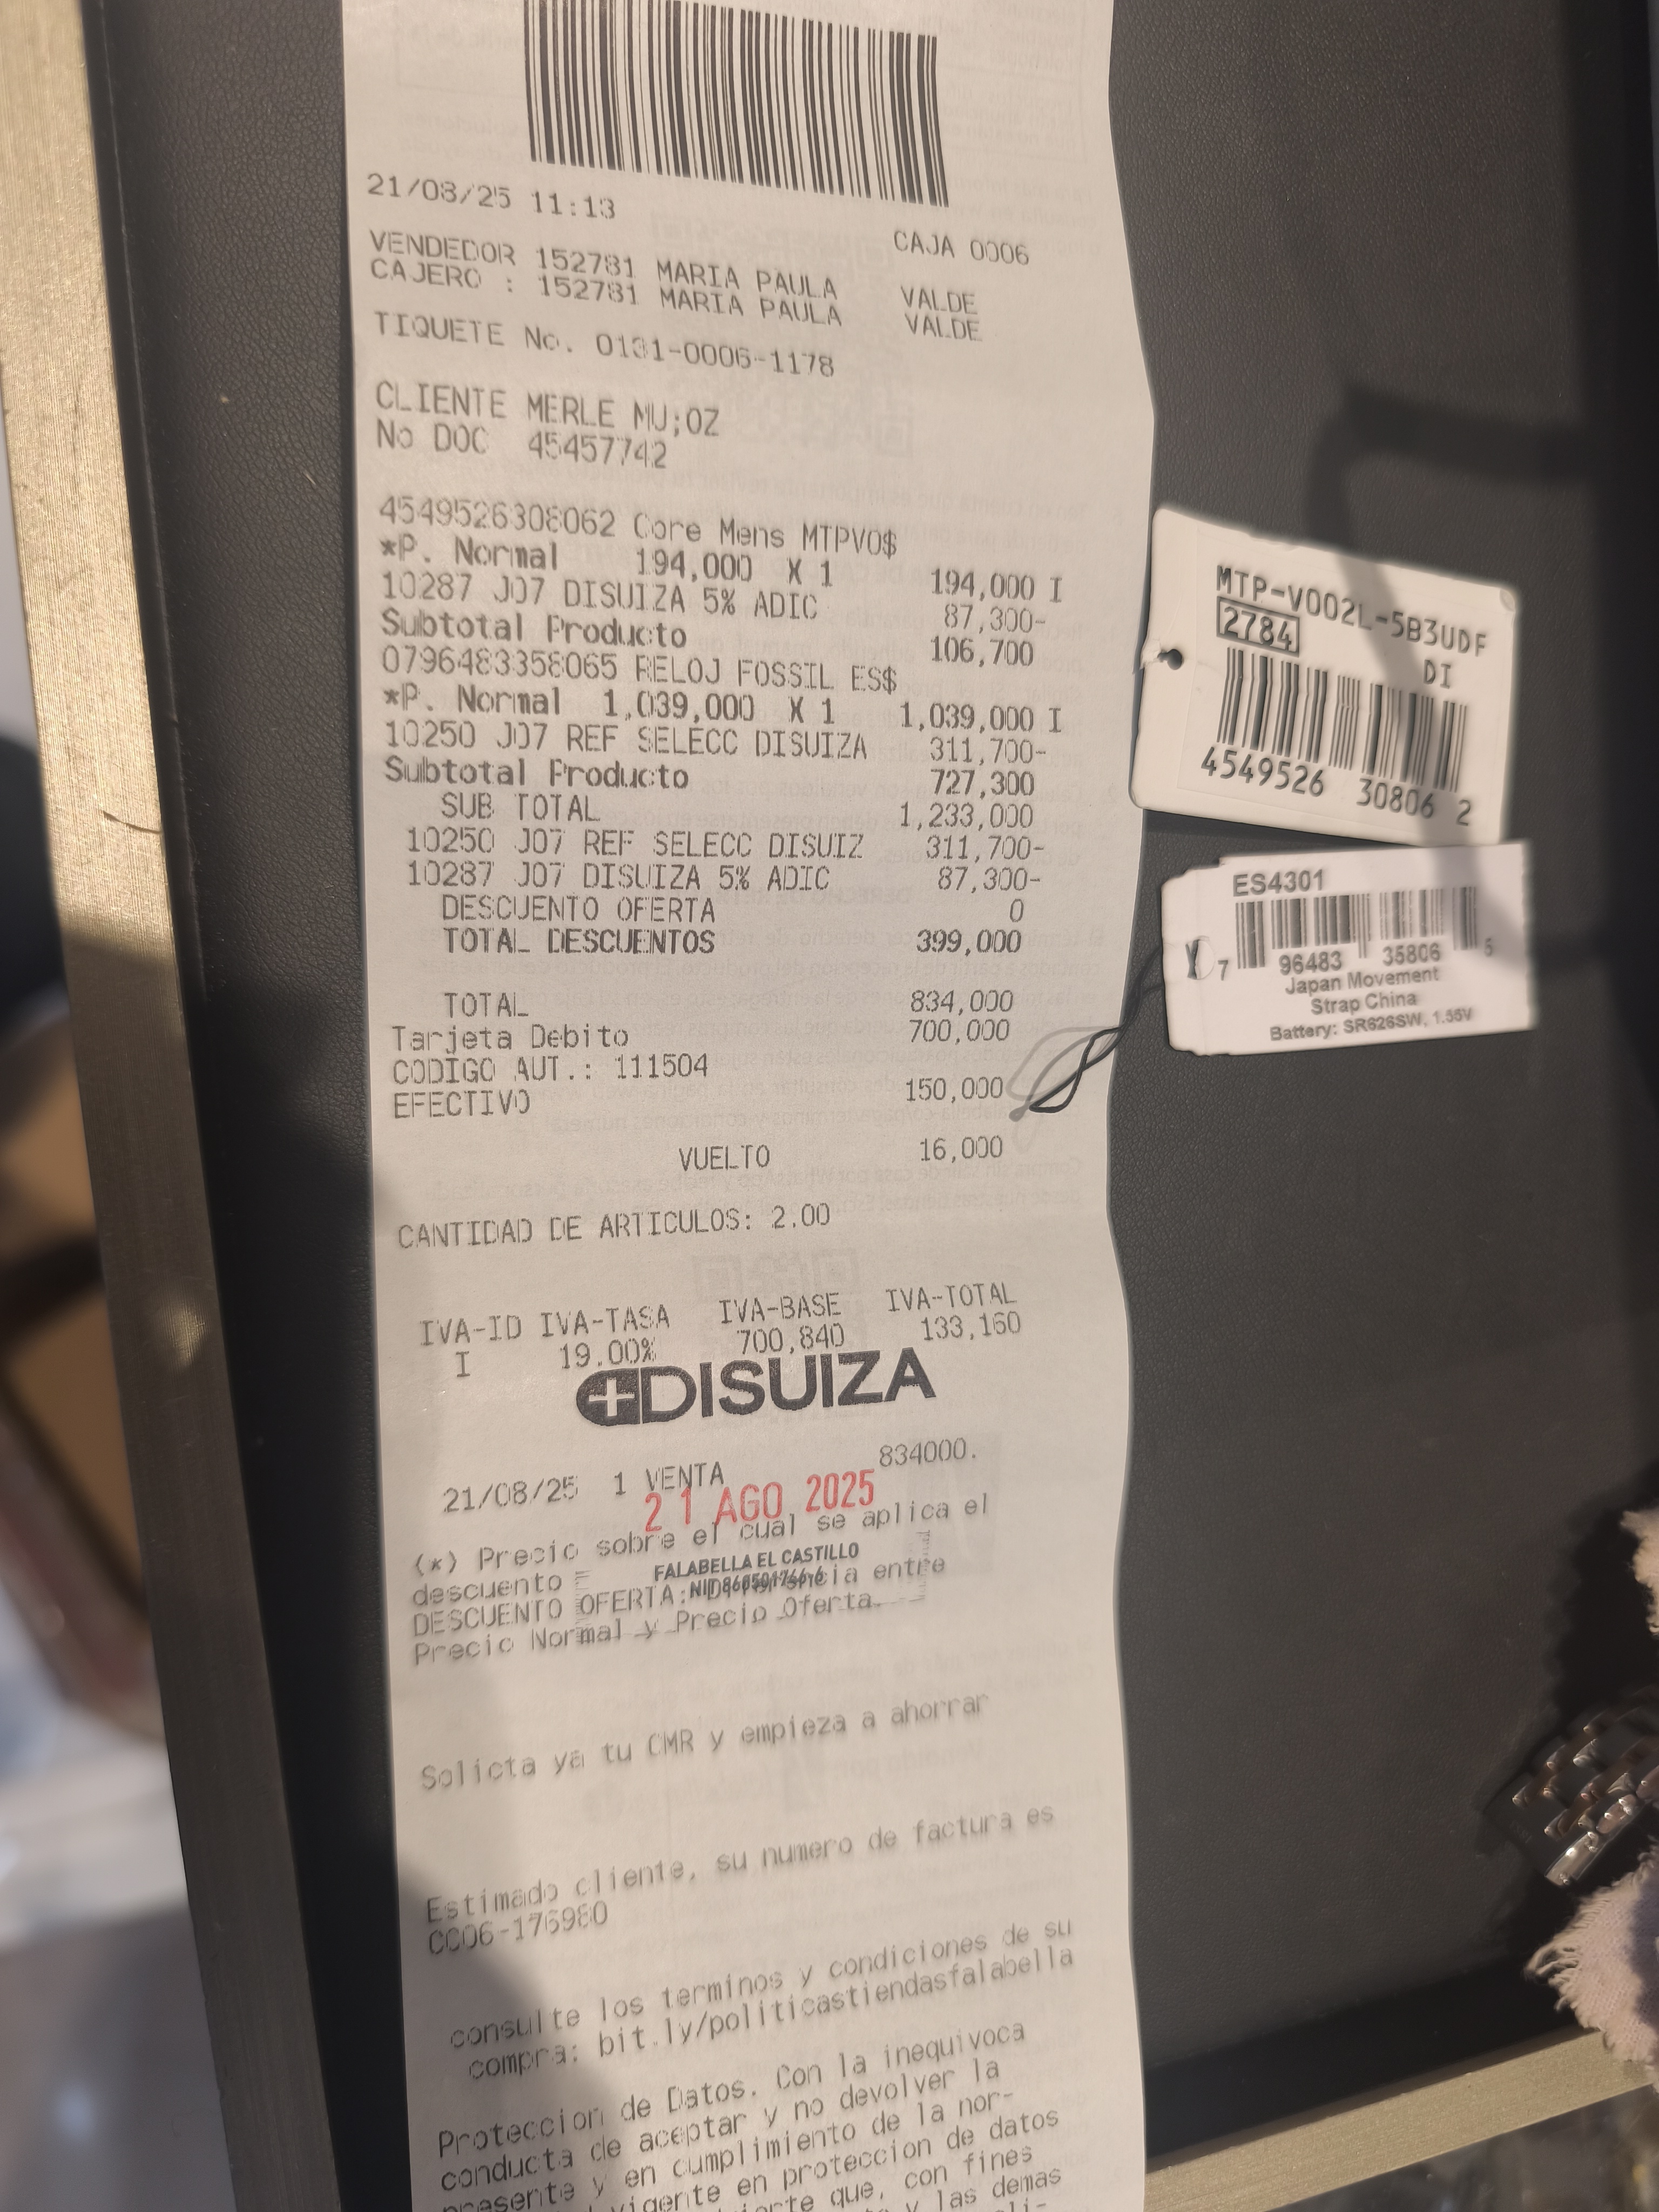 21/08/25 11:13
CAJA 0006
VENDEDOR 152781 MARIA PAULA VALDE
CAJERO : 152781 MARIA PAULA VALDE
TIQUETE No. 0131-0006-1178
CLIENTE MERLE MU;OZ
No DOC 45457742
4549526308062 Core Mens MTPV0$
*P. Normal 194,000 X 1 194,000 I
10287 J07 DISUIZA 5% ADIC 87,300-
Subtotal Producto 106,700
0796483358065 RELOJ FOSSIL ES$
*P. Normal 1,039,000 X 1 1,039,000 I
10250 J07 REF SELECC DISUIZA 311,700-
Subtotal Producto 727,300
SUB TOTAL 1,233,000
10250 J07 REF SELECC DISUIZ 311,700-
10287 J07 DISUIZA 5% ADIC 87,300-
DESCUENTO OFERTA 0
TOTAL DESCUENTOS 399,000
TOTAL 834,000
Tarjeta Debito 700,000
CODIGO AUT.: 111504
EFECTIVO 150,000
VUELTO 16,000
CANTIDAD DE ARTICULOS: 2.00
IVA-ID IVA-TASA IVA-BASE IVA-TOTAL
I 19.00% 700,840 133,160
DISUIZA
21/08/25 1 VENTA 834000.
21 AGO 2025
(*) Precio sobre el cual se aplica el
descuento
FALABELLA EL CASTILLO
DESCUENTO OFERTA: entre
Precio Normal y Precio Oferta.
Solicta ya tu CMR y empieza a ahorrar
Estimado cliente, su numero de factura es
CC06-176980
consulte los terminos y condiciones de su
compra: bit.ly/politicastiendasfalabella
Proteccion de Datos. Con la inequivoca
conducta de aceptar y no devolver la
presente y en cumplimiento de la nor-
vigente en proteccion de datos
que, con fines
y las demas
MTP-V002L-5B3UDF
2784 DI
4549526 30806 2
ES4301
7 96483 35806 5
Japan Movement
Strap China
Battery: SR626SW, 1.55V